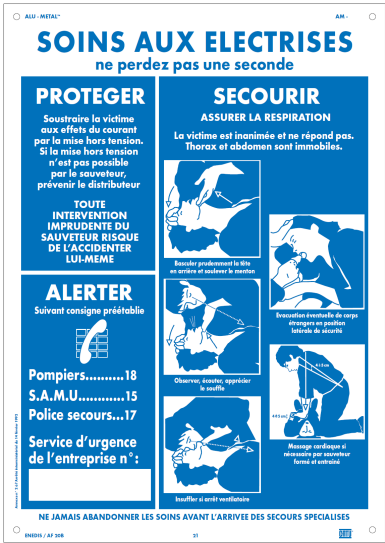 ALU - METAL™
AM -
SOINS AUX ELECTRISES
ne perdez pas une seconde
PROTEGER
Soustraire la victime
aux effets du courant
par la mise hors tension.
Si la mise hors tension
n'est pas possible
par le sauveteur,
prévenir le distributeur
TOUTE
INTERVENTION
IMPRUDENTE DU
SAUVETEUR RISQUE
DE L'ACCIDENTER
LUI-MEME
ALERTER
Suivant consigne préétablie
Pompiers..........18
S.A.M.U............15
Police secours...17
Service d'urgence
de l'entreprise n° :
SECOURIR
ASSURER LA RESPIRATION
La victime est inanimée et ne répond pas.
Thorax et abdomen sont immobiles.
Basculer prudemment la tête
en arrière et soulever le menton
Observer, écouter, apprécier
le souffle
Insuffler si arrêt ventilatoire
Evacuation éventuelle de corps
étrangers en position
latérale de sécurité
Massage cardiaque si
nécessaire par sauveteur
formé et entraîné
NE JAMAIS ABANDONNER LES SOINS AVANT L'ARRIVEE DES SECOURS SPECIALISES
ENEDIS / AF 20B
21